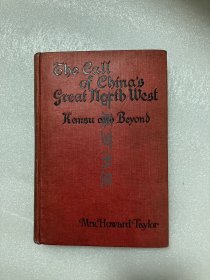 The Call
of China's
Great North West
Kansu and Beyond
Mrs. Howard Taylor